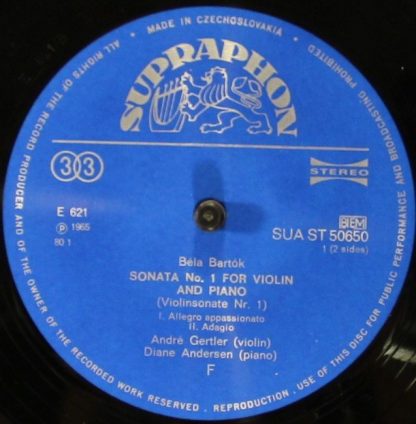 MADE IN CZECHOSLOVAKIA
ALL RIGHTS OF THE RECORD PRODUCER AND OF THE OWNER OF THE RECORDED WORK RESERVED . REPRODUCTION . USE OF THIS DISC FOR PUBLIC PERFORMANCE AND BROADCASTING PROHIBITED
SUPRAPHON
33
STEREO
E 621
℗ 1965
80 1
BIEM
SUA ST 50650
1 (2 sides)
Béla Bartók
SONATA No. 1 FOR VIOLIN
AND PIANO
(Violinsonate Nr. 1)
I. Allegro appassionato
II. Adagio
André Gertler (violin)
Diane Andersen (piano)
F